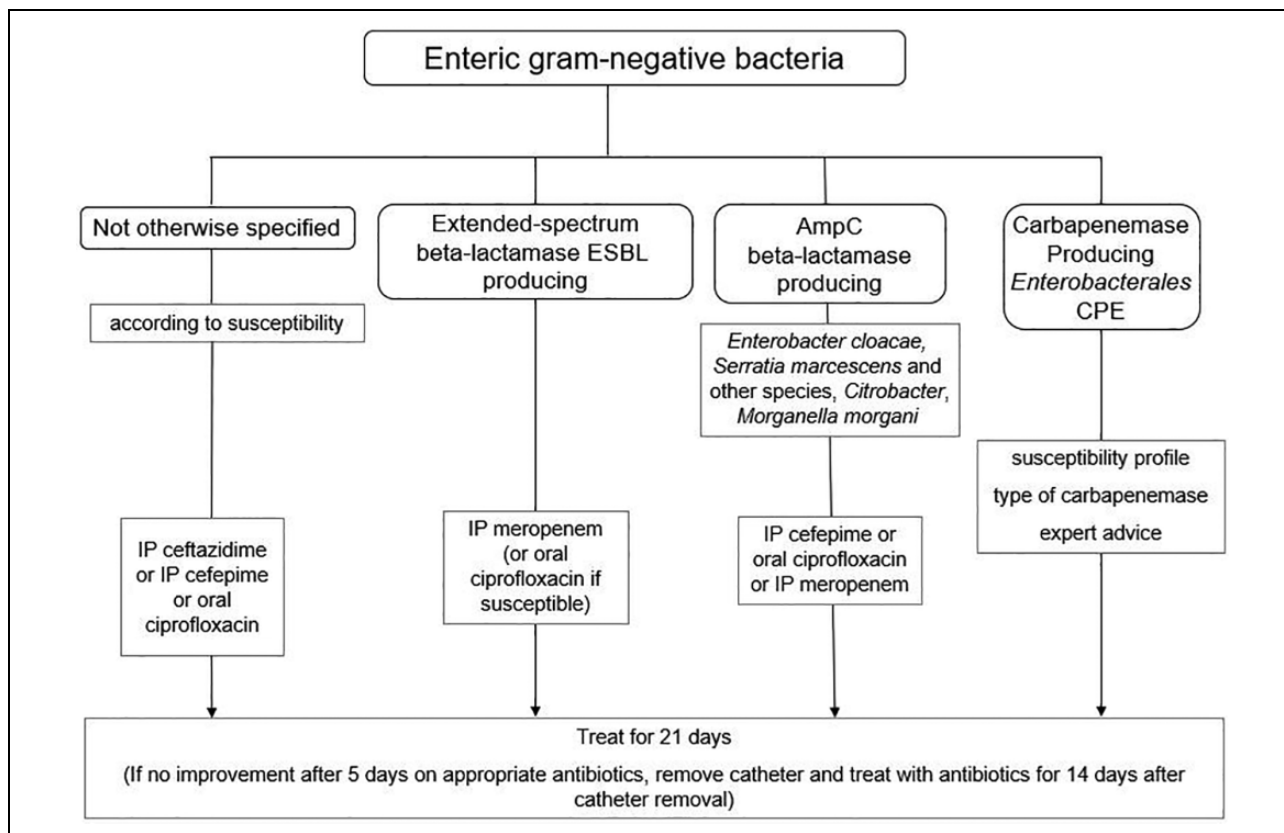 Enteric gram-negative bacteria
Not otherwise specified
according to susceptibility
IP ceftazidime
or IP cefepime
or oral
ciprofloxacin
Extended-spectrum
beta-lactamase ESBL
producing
IP meropenem
(or oral
ciprofloxacin if
susceptible)
AmpC
beta-lactamase
producing
Enterobacter cloacae,
Serratia marcescens and
other species, Citrobacter,
Morganella morgani
IP cefepime or
oral ciprofloxacin
or IP meropenem
Carbapenemase
Producing
Enterobacterales
CPE
susceptibility profile
type of carbapenemase
expert advice
Treat for 21 days
(If no improvement after 5 days on appropriate antibiotics, remove catheter and treat with antibiotics for 14 days after
catheter removal)